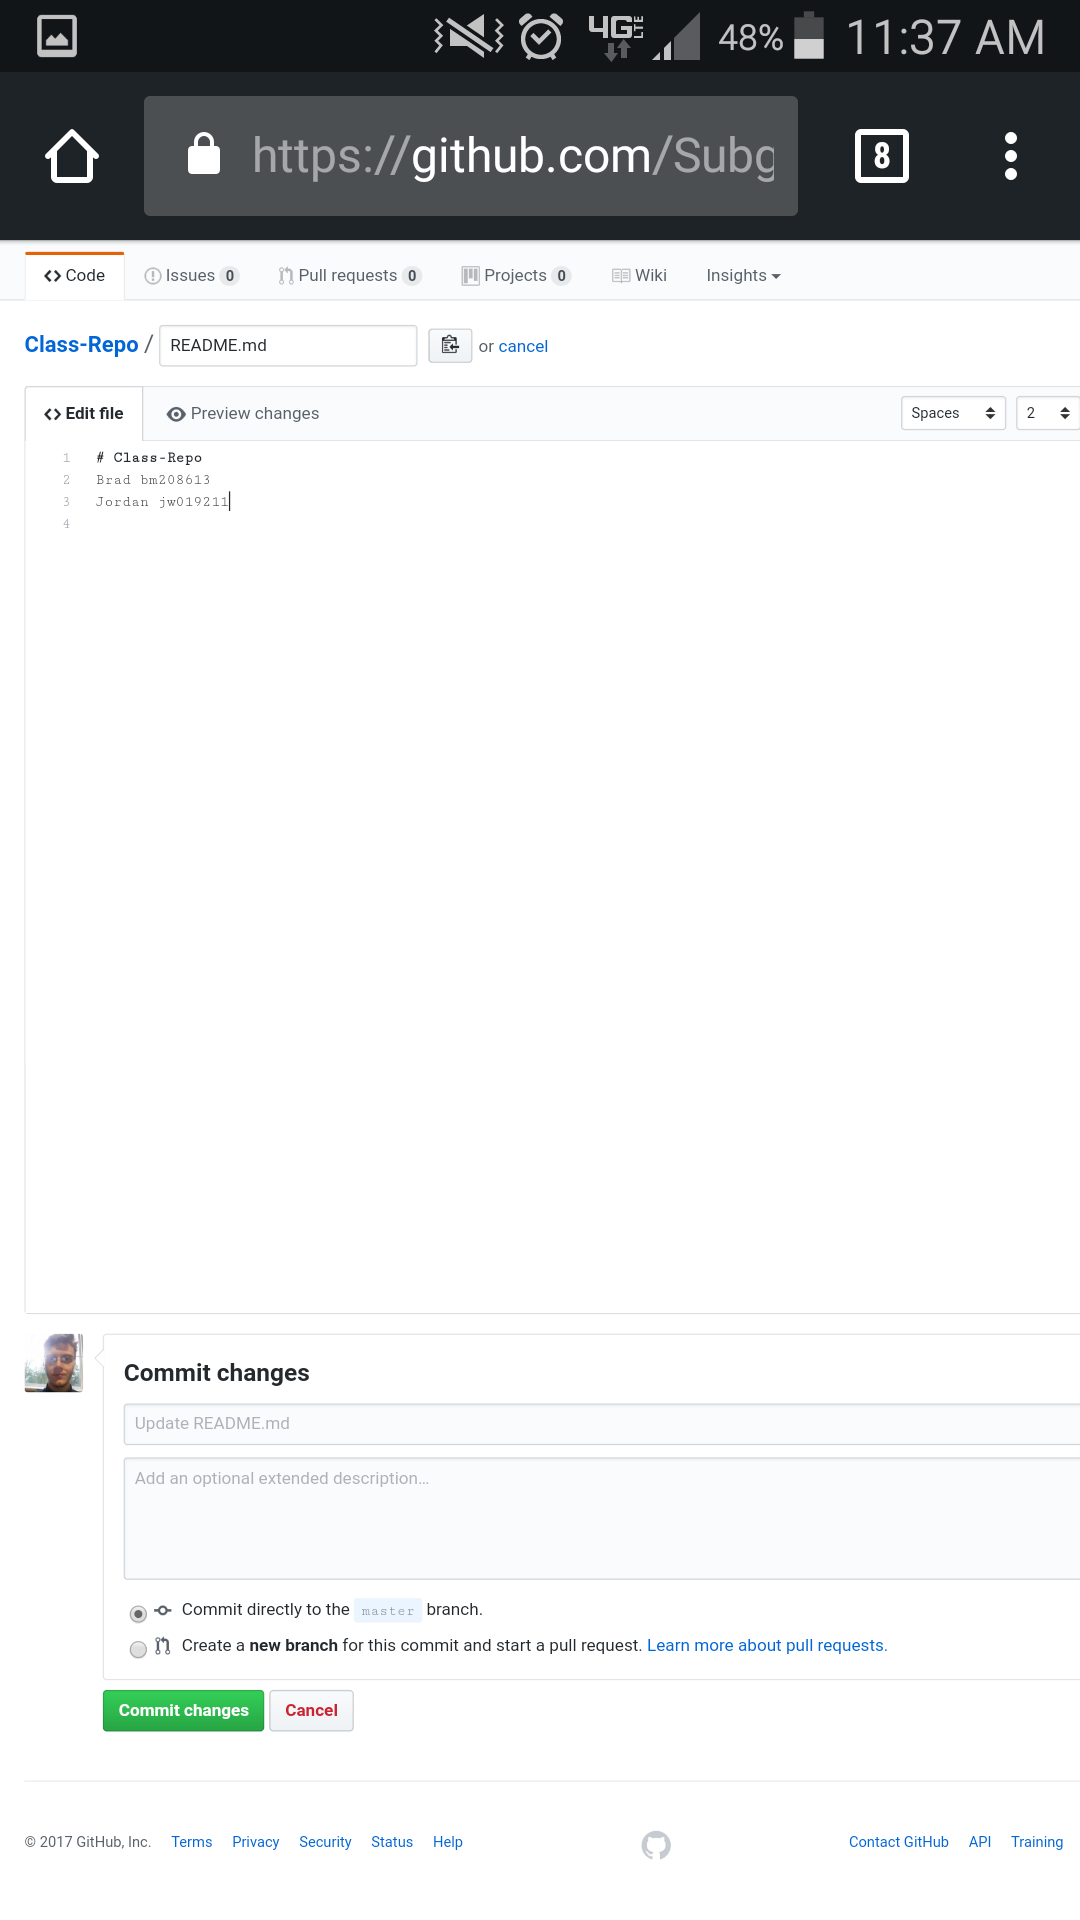 4G LTE 48% 11:37 AM
https://github.com/Subg
8
Code Issues 0 Pull requests 0 Projects 0 Wiki Insights
Class-Repo / README.md or cancel
Edit file Preview changes Spaces 2
1 # Class-Repo
2 Brad bm208613
3 Jordan jw019211
4
Commit changes
Update README.md
Add an optional extended description…
Commit directly to the master branch.
Create a new branch for this commit and start a pull request. Learn more about pull requests.
Commit changes Cancel
© 2017 GitHub, Inc. Terms Privacy Security Status Help Contact GitHub API Training